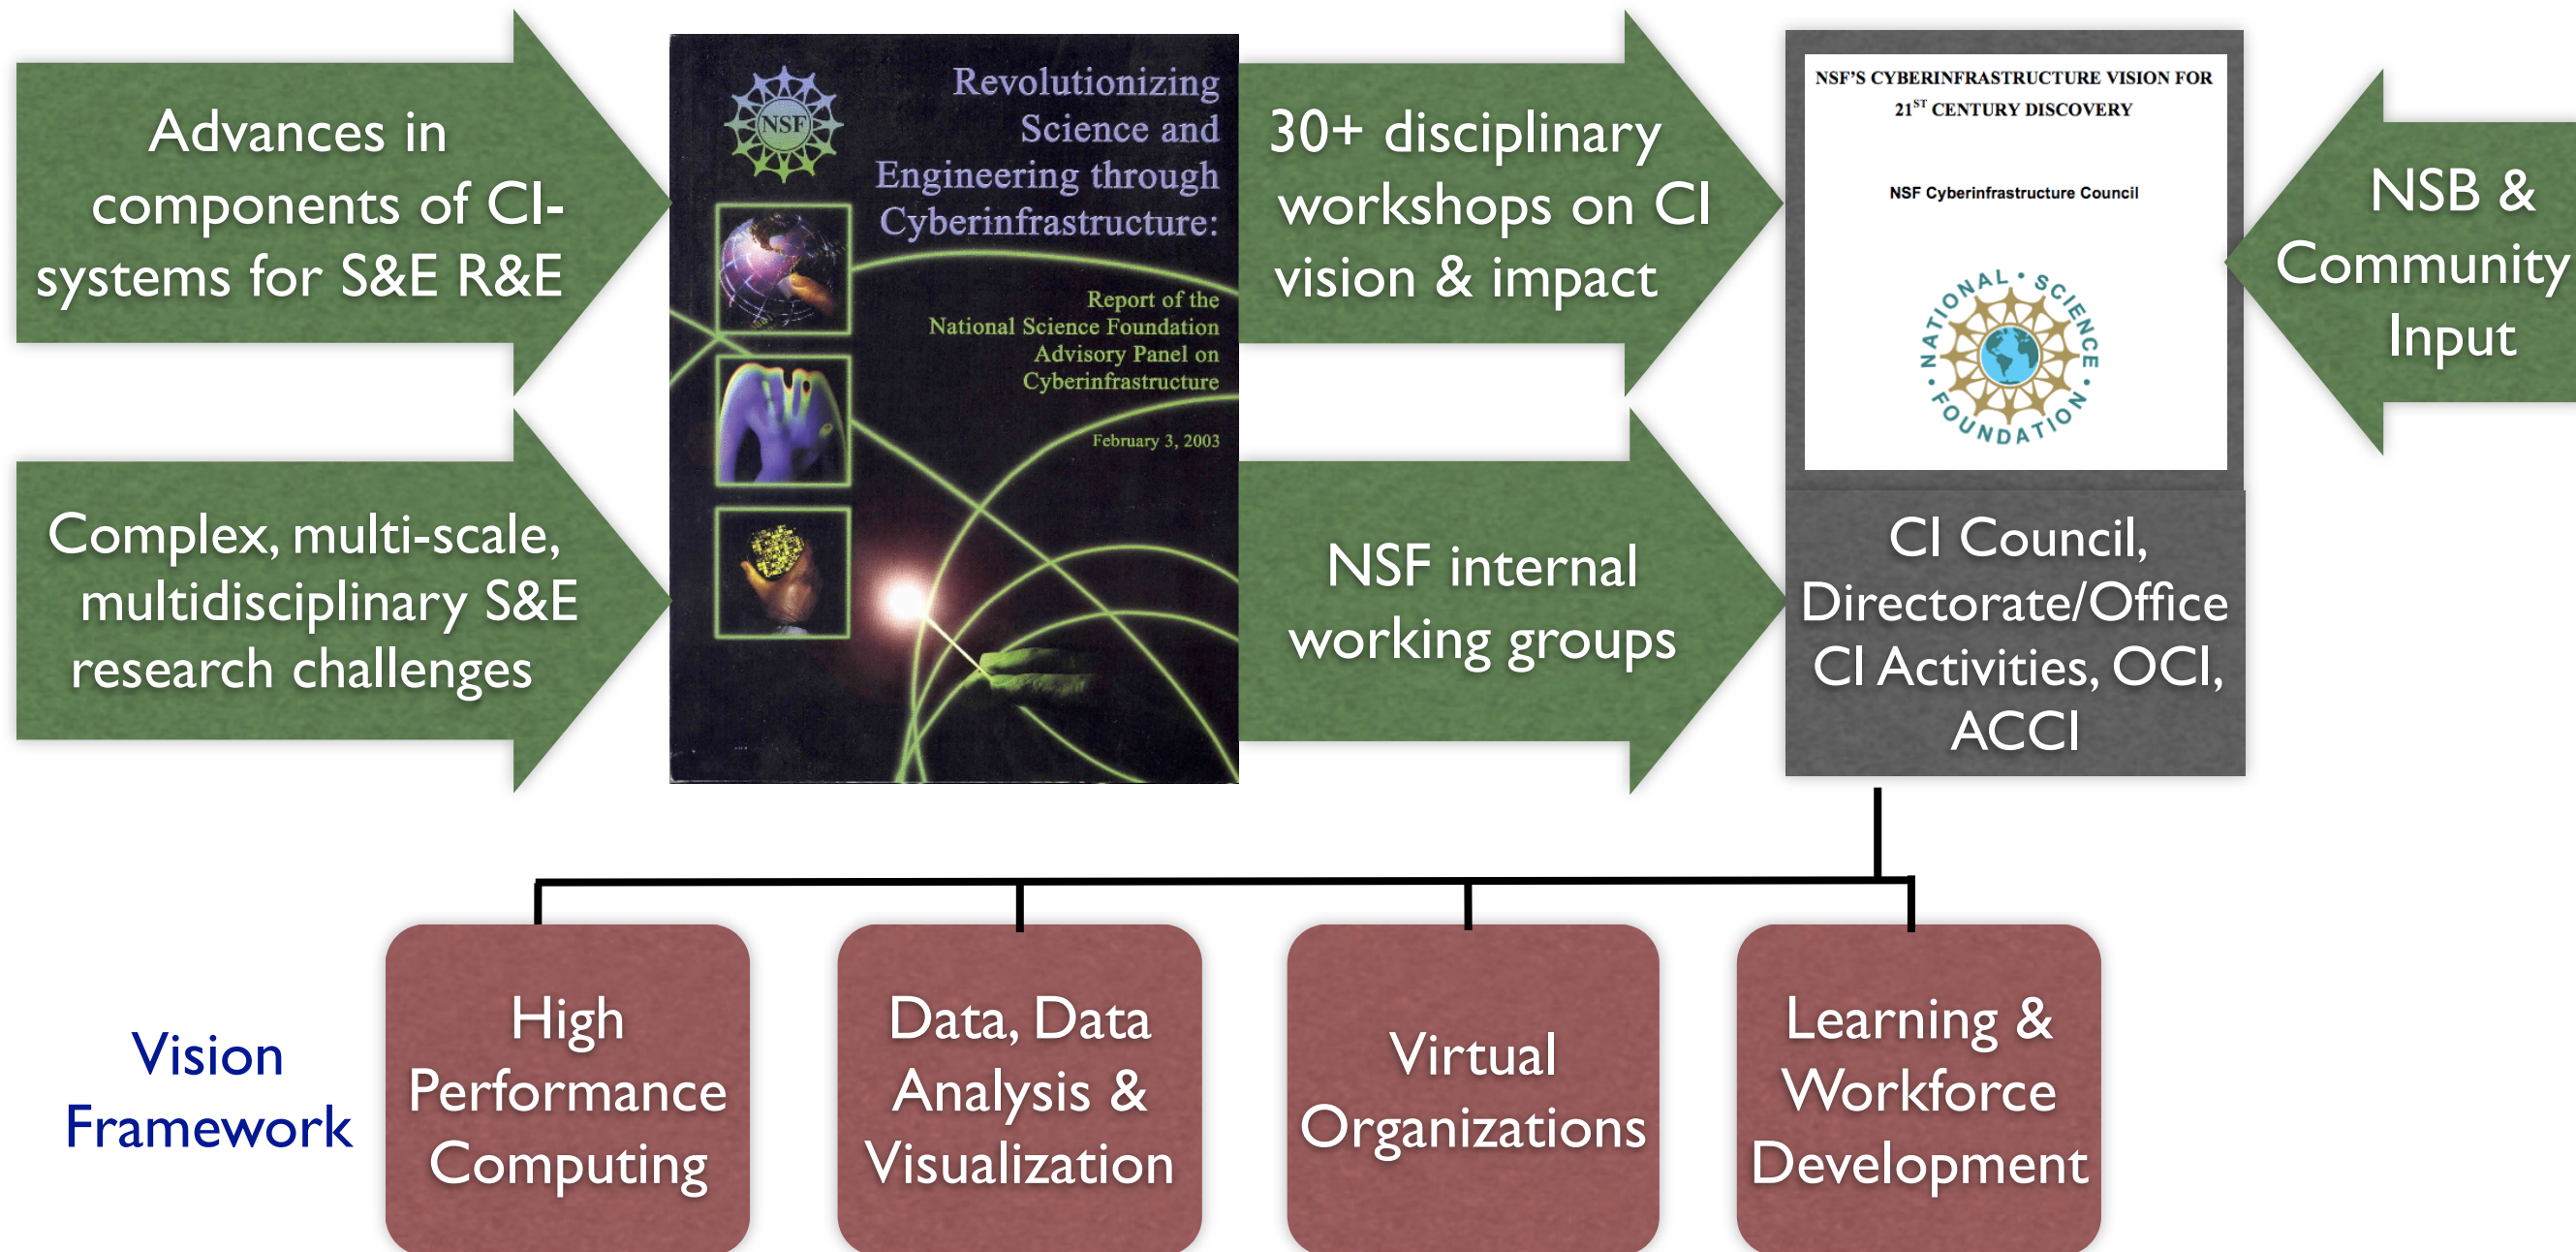 Advances in
components of CI-
systems for S&E R&E
Complex, multi-scale,
multidisciplinary S&E
research challenges
NSF
Revolutionizing
Science and
Engineering through
Cyberinfrastructure:
Report of the
National Science Foundation
Advisory Panel on
Cyberinfrastructure
February 3, 2003
30+ disciplinary
workshops on CI
vision & impact
NSF internal
working groups
NSF'S CYBERINFRASTRUCTURE VISION FOR
21ST CENTURY DISCOVERY
NSF Cyberinfrastructure Council
NATIONAL • SCIENCE • FOUNDATION •
CI Council,
Directorate/Office
CI Activities, OCI,
ACCI
NSB &
Community
Input
Vision
Framework
High
Performance
Computing
Data, Data
Analysis &
Visualization
Virtual
Organizations
Learning &
Workforce
Development